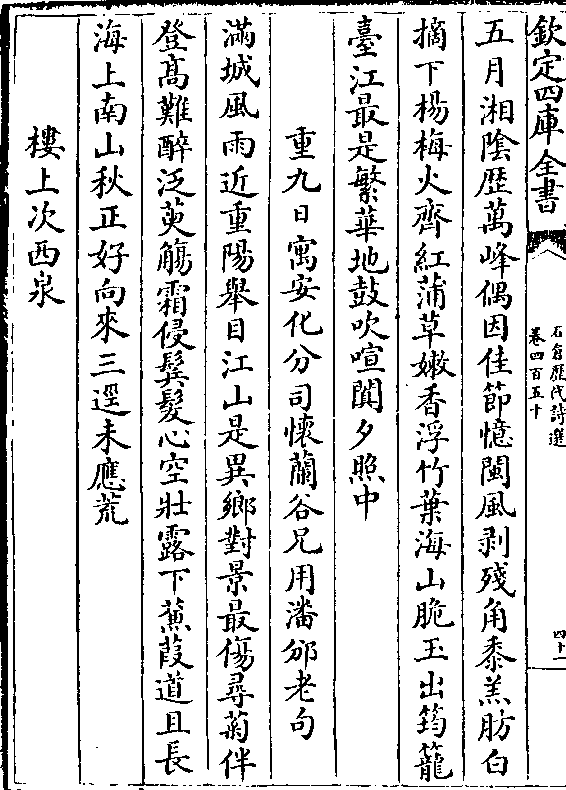 欽定四庫全書
石倉歷代詩選
卷四百五十
四十一
五月湘陰歴萬峰偶因佳節憶閩風剥殘角黍羔肪白
摘下楊梅火齊紅蒲草嫩香浮竹葉海山脆玉出筠籠
臺江最是繁華地鼓吹喧闐夕照中
重九日寓安化分司懐蘭谷兄用潘邠老句
滿城風雨近重陽舉目江山是異鄉對景最傷尋菊伴
登髙難醉泛萸觴霜侵鬂髮心空壯露下蒹葭道且長
海上南山秋正好向來三逕未應荒
樓上次西泉